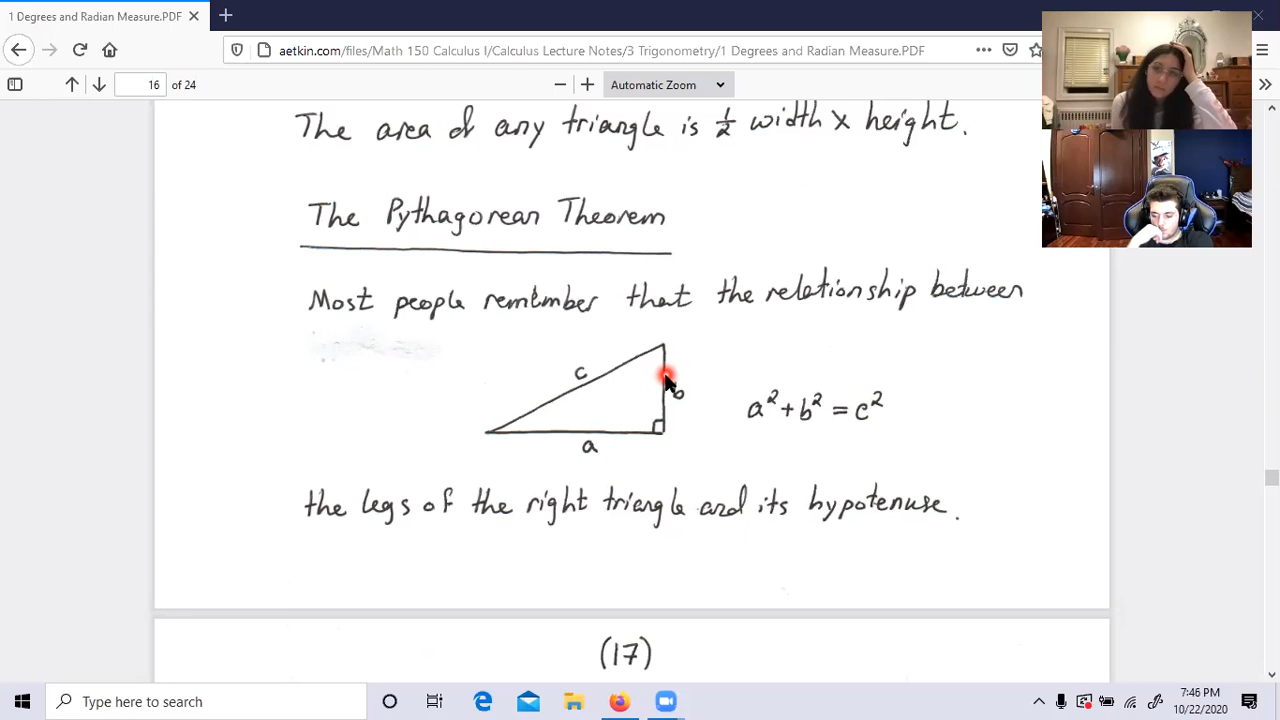 1 Degrees and Radian Measure.PDF
aetkin.com/files/Math 150 Calculus I/Calculus Lecture Notes/3 Trigonometry/1 Degrees and Radian Measure.PDF
16 of 24
Automatic Zoom
The area of any triangle is 1/2 width x height.
The Pythagorean Theorem
Most people remember that the relationship between
c
b
a² + b² = c²
a
the legs of the right triangle and its hypotenuse.
(17)
Type here to search
7:46 PM
10/22/2020